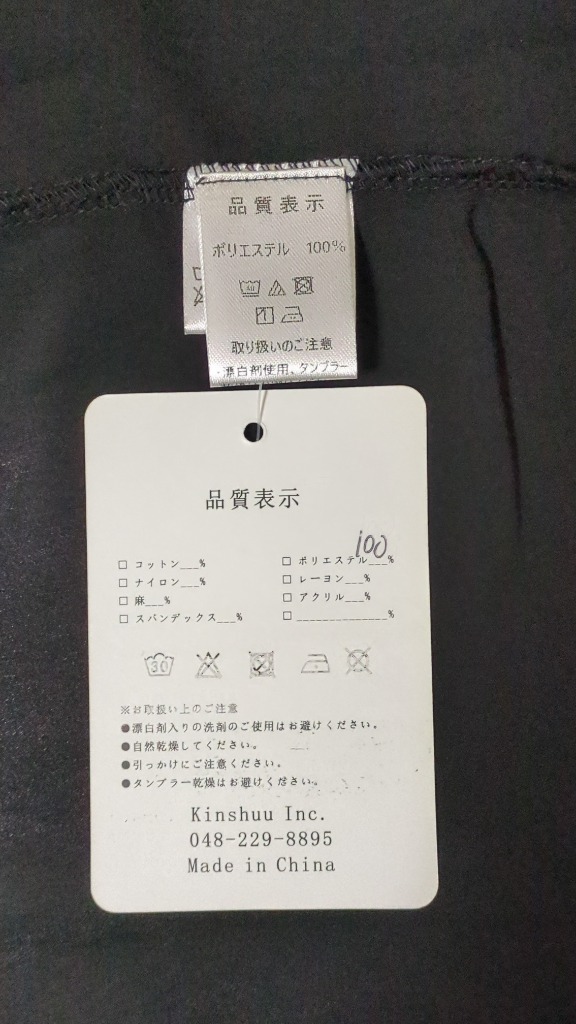 品質表示
ポリエステル 100%
40
取り扱いのご注意
・漂白剤使用、タンブラー
品質表示
□ コットン___%
□ ポリエステル100%
□ ナイロン___%
□ レーヨン___%
□ 麻___%
□ アクリル___%
□ スパンデックス___%
□ ______________%
30
※お取扱い上のご注意
●漂白剤入りの洗剤のご使用はお避けください。
●自然乾燥してください。
●引っかけにご注意ください。
●タンブラー乾燥はお避けください。
Kinshuu Inc.
048-229-8895
Made in China